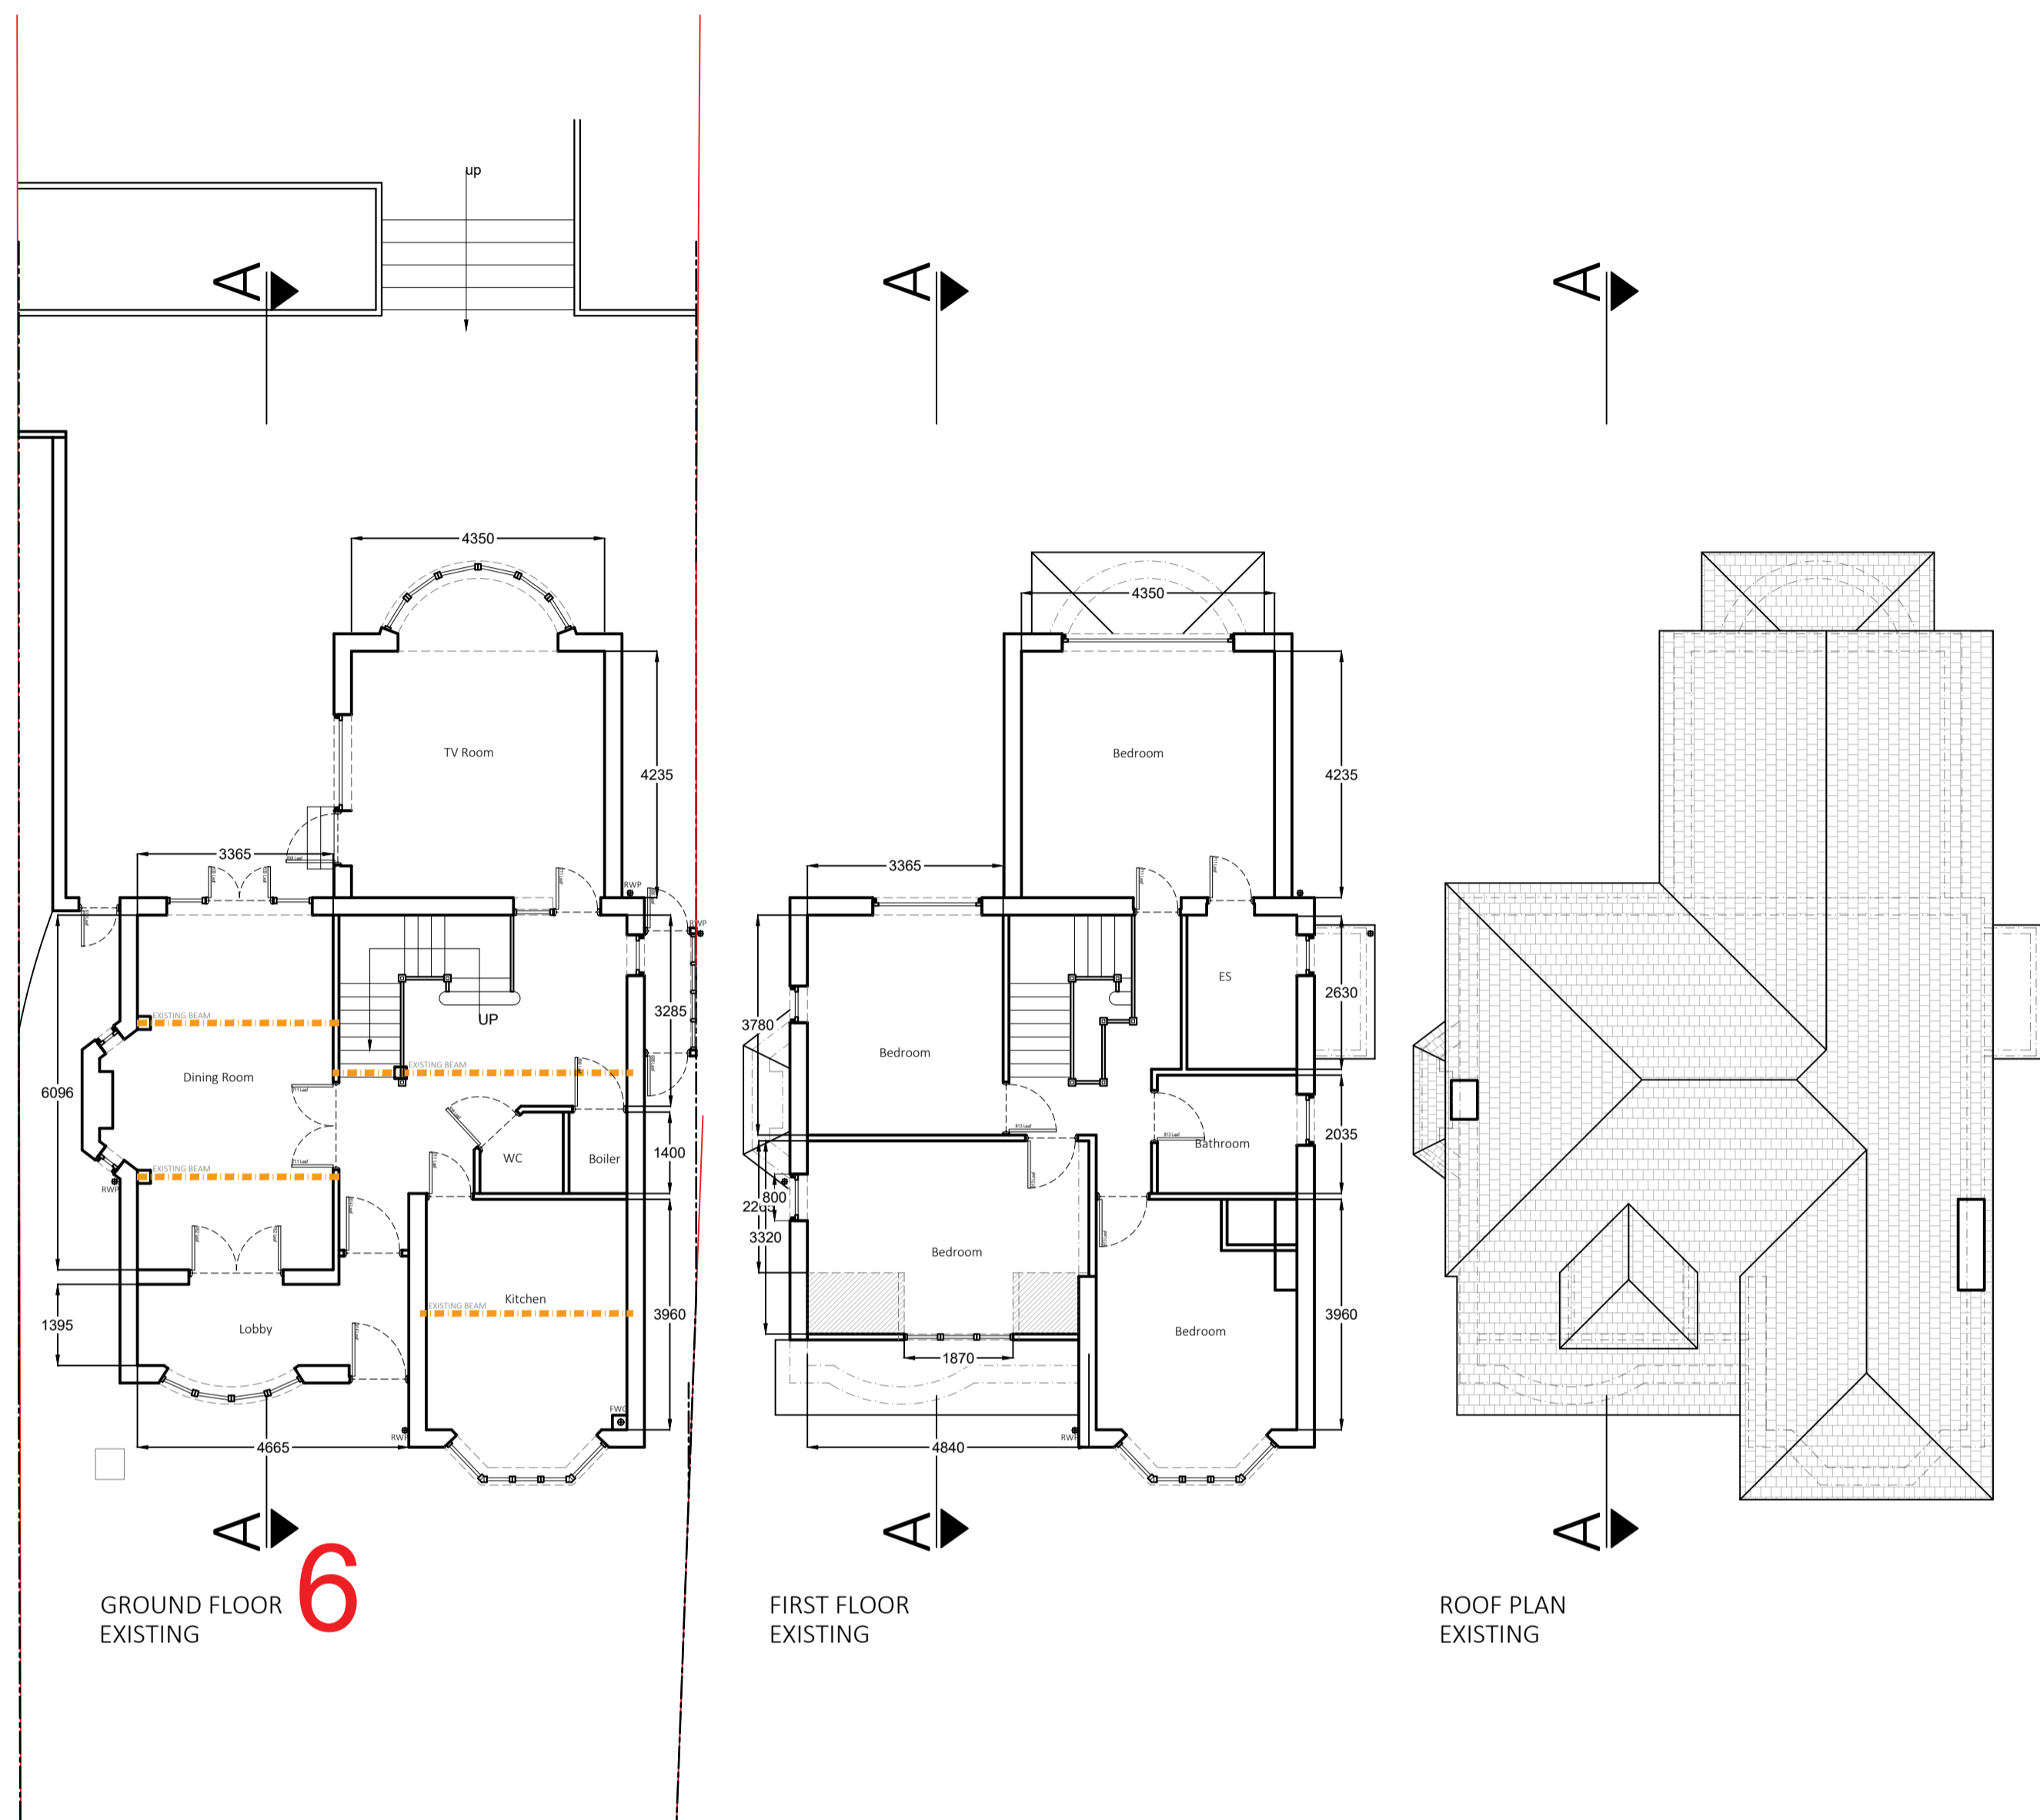 up
A
A
A
4350
4350
TV Room
Bedroom
4235
4235
3365
3365
RWP
RWP
EXISTING BEAM
UP
3285
ES
2630
3780
Bedroom
EXISTING BEAM
Dining Room
6096
2035
Bathroom
WC
Boiler
1400
EXISTING BEAM
RWP
800
3320
Bedroom
Kitchen
EXISTING BEAM
3960
3960
1395
Lobby
Bedroom
1870
FWG
RWP
RWP
4665
4840
A
A
A
6
GROUND FLOOR
EXISTING
FIRST FLOOR
EXISTING
ROOF PLAN
EXISTING